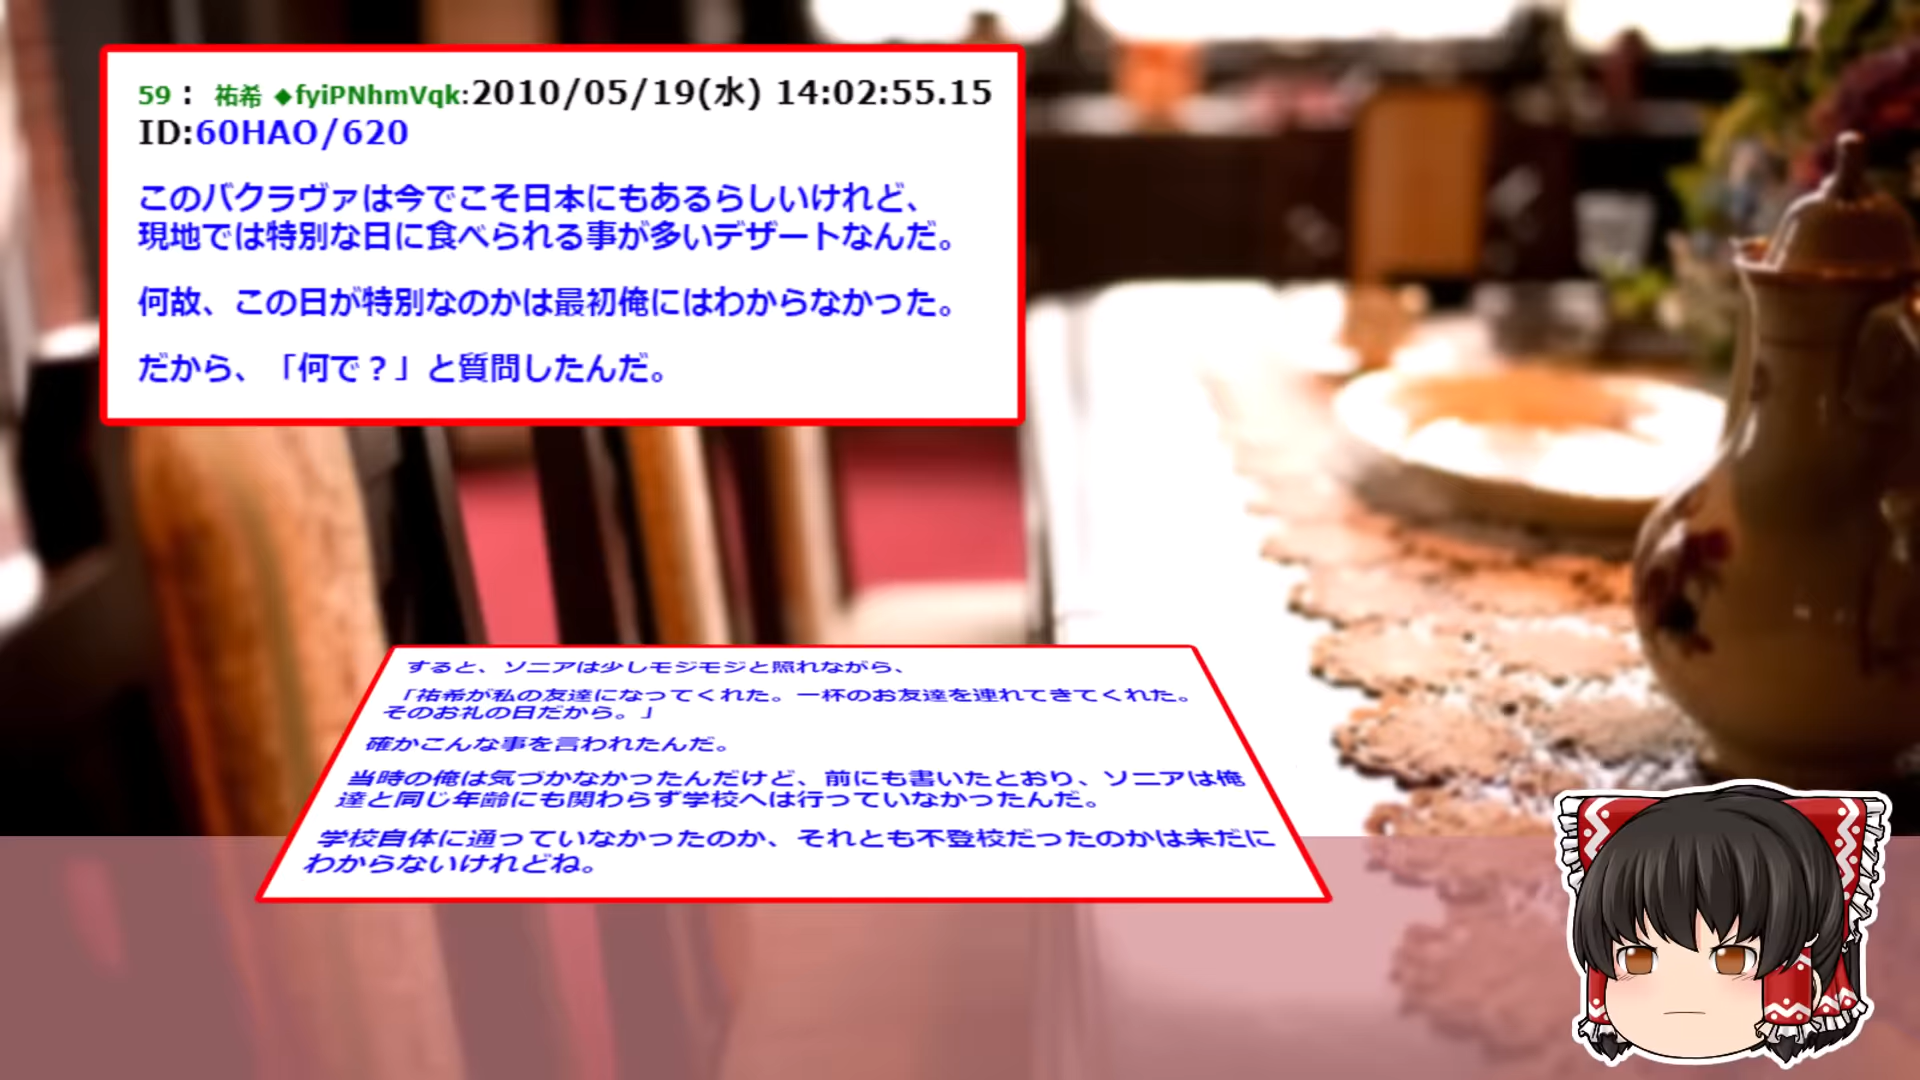 59： 祐希 ◆fyiPNhmVqk:2010/05/19(水) 14:02:55.15
ID:60HAO/620
このバクラヴァは今でこそ日本にもあるらしいけれど、
現地では特別な日に食べられる事が多いデザートなんだ。
何故、この日が特別なのかは最初俺にはわからなかった。
だから、「何で？」と質問したんだ。
すると、ソニアは少しモジモジと照れながら、
「祐希が私の友達になってくれた。一杯のお友達を連れてきてくれた。
そのお礼の日だから。」
確かこんな事を言われたんだ。
当時の俺は気づかなかったんだけど、前にも書いたとおり、ソニアは俺
達と同じ年齢にも関わらず学校へは行っていなかったんだ。
学校自体に通っていなかったのか、それとも不登校だったのかは未だに
わからないけれどね。